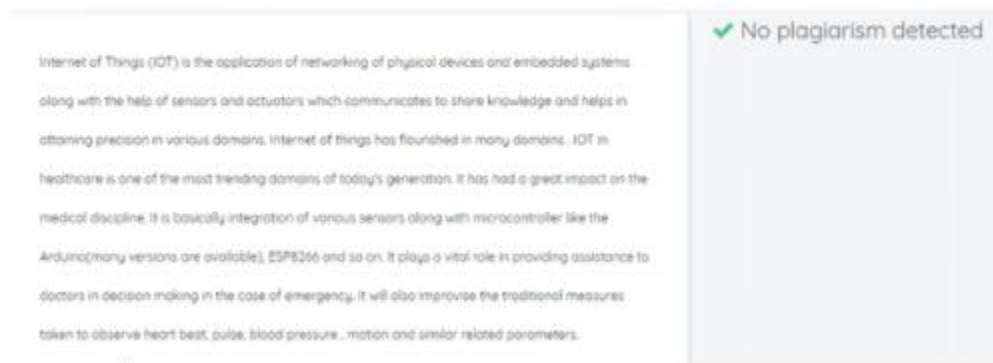 No plagiarism detected
Internet of Things (IOT) is the application of networking of physical devices and embedded systems
along with the help of sensors and actuators which communicates to share knowledge and helps in
attaining precision in various domains. Internet of things has flourished in many domains . IOT in
healthcare is one of the most trending domains of today's generation. It has had a great impact on the
medical discipline. It is basically integration of various sensors along with microcontroller like the
Arduino(many versions are available), ESP8266 and so on. It plays a vital role in providing assistance to
doctors in decision making in the case of emergency. It will also improvise the traditional measures
taken to observe heart beat, pulse, blood pressure , motion and similar related parameters.